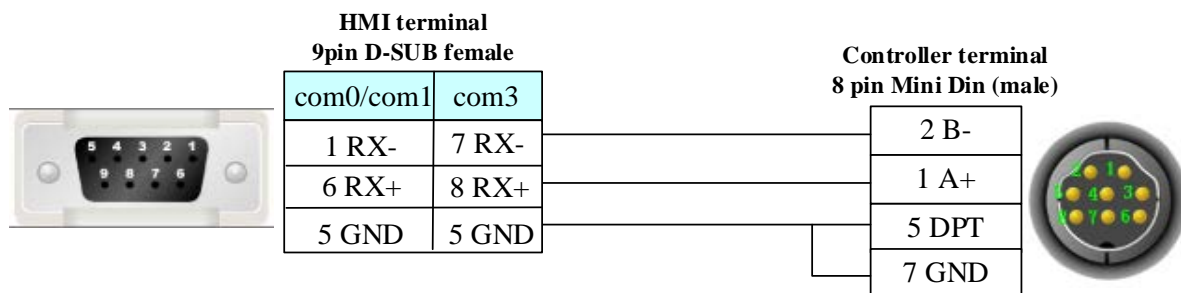 HMI terminal
9pin D-SUB female
Controller terminal
8 pin Mini Din (male)
com0/com1 com3
1 RX- 7 RX-
6 RX+ 8 RX+
5 GND 5 GND
2 B-
1 A+
5 DPT
7 GND
5 4 3 2 1
9 8 7 6
2 1
4 3
7 6